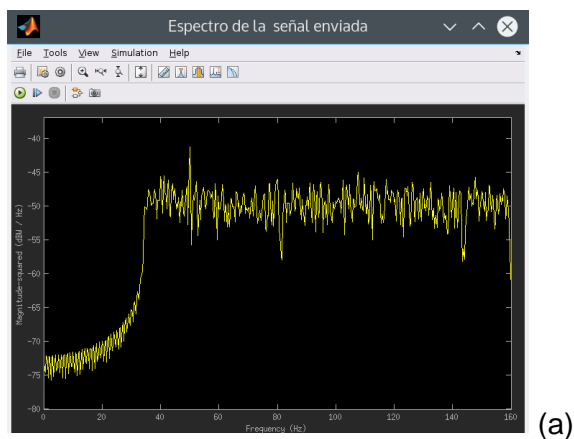 Espectro de la señal enviada
File Tools View Simulation Help
-40
-45
-50
-55
-60
-65
-70
-75
-80
Magnitude-squared (dBW / Hz)
0 20 40 60 80 100 120 140 160
Frequency (Hz)
(a)